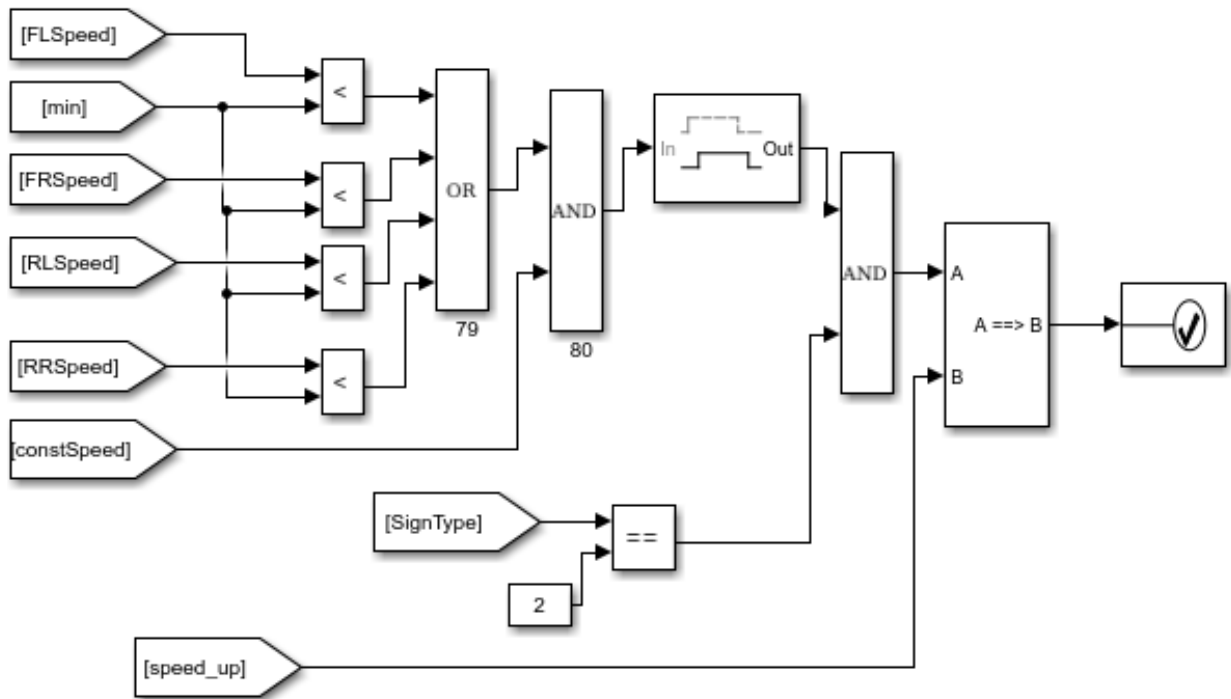 [FLSpeed]
<
[min]
[FRSpeed]
<
OR
AND
In
Out
[RLSpeed]
<
AND
A
79
80
A ==> B
[RRSpeed]
<
B
[constSpeed]
[SignType]
==
2
[speed_up]